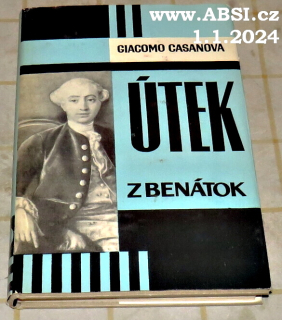 www.ABSI.cz
1.1.2024
GIACOMO CASANOVA
ÚTEK
Z BENÁTOK